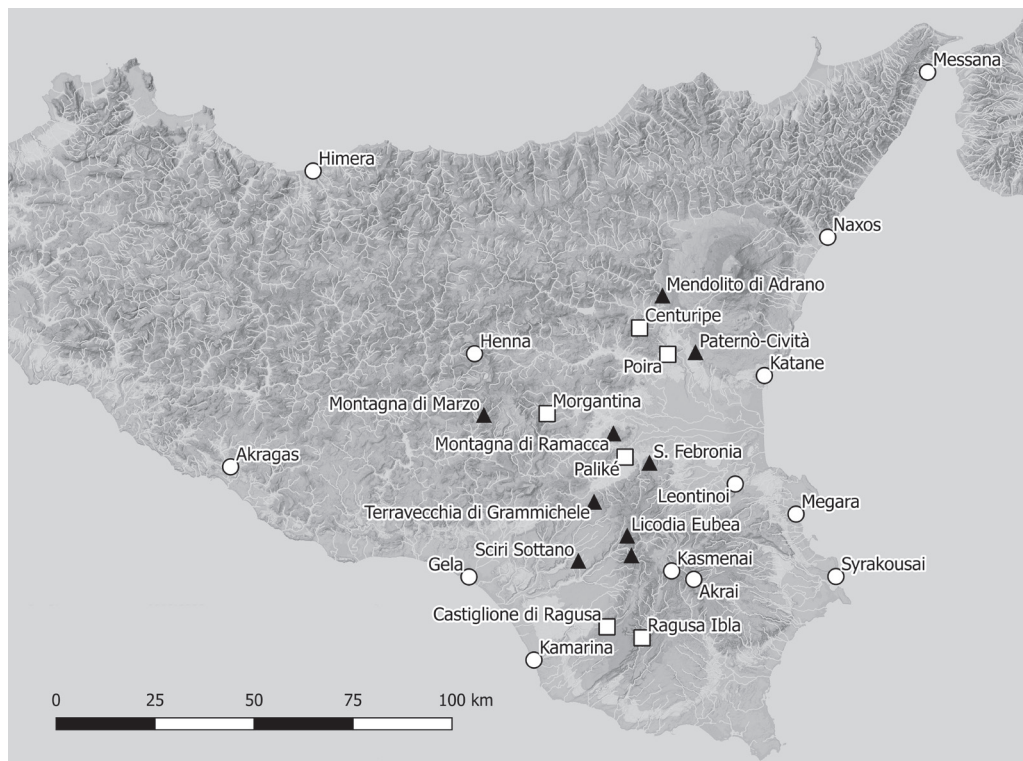 Messana
Himera
Naxos
Mendolito di Adrano
Centuripe
Henna
Paternò-Cività
Poira
Katane
Montagna di Marzo
Morgantina
Montagna di Ramacca
S. Febronia
Akragas
Paliké
Leontinoi
Megara
Terravecchia di Grammichele
Licodia Eubea
Sciri Sottano
Kasmenai
Gela
Syrakousai
Akrai
Castiglione di Ragusa
Ragusa Ibla
Kamarina
0 25 50 75 100 km